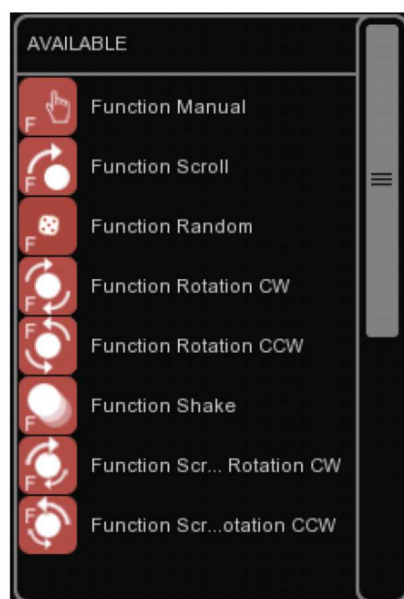 AVAILABLE
F Function Manual
F Function Scroll
F Function Random
F Function Rotation CW
F Function Rotation CCW
F Function Shake
F Function Scr... Rotation CW
F Function Scr...otation CCW